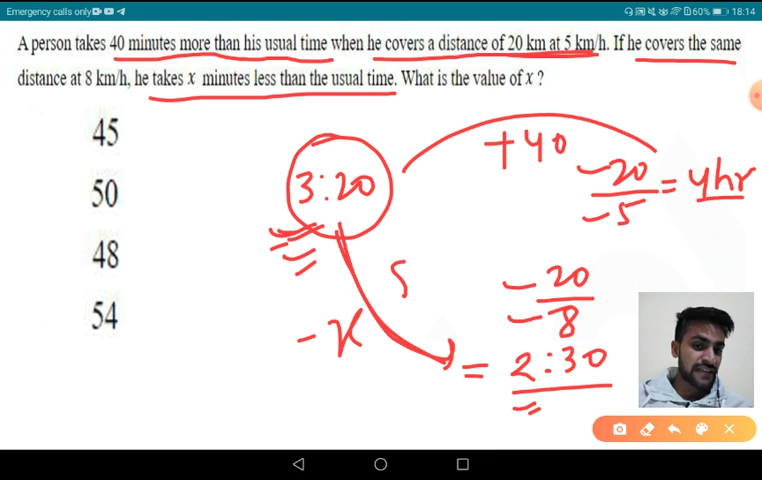 Emergency calls only
60% 18:14
A person takes 40 minutes more than his usual time when he covers a distance of 20 km at 5 km/h. If he covers the same
distance at 8 km/h, he takes x minutes less than the usual time. What is the value of x ?
45
50
48
54
3:20
+40
20
5
= 4hr
-x
20
8
= 2:30